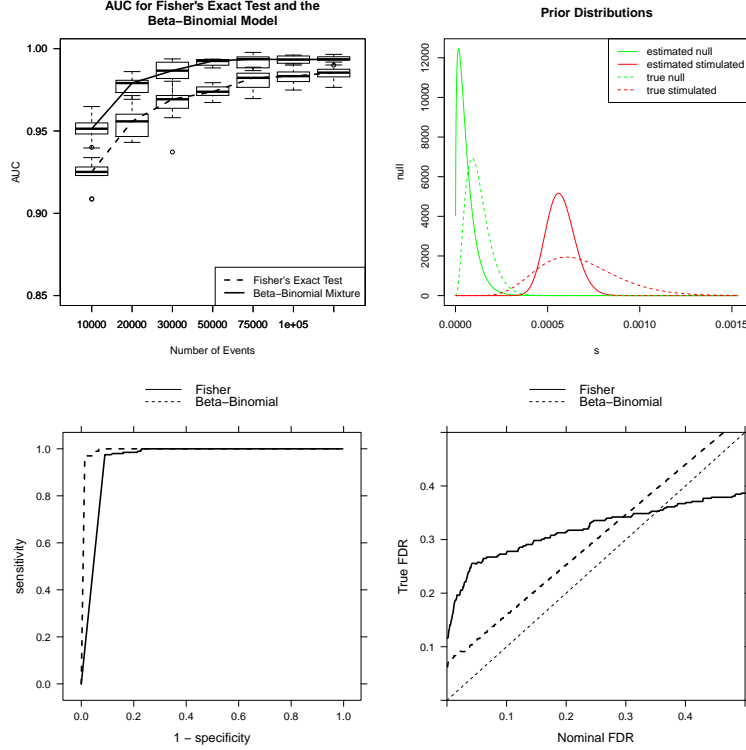 AUC for Fisher's Exact Test and the
Beta−Binomial Model
AUC
1.00
0.95
0.90
0.85
Fisher's Exact Test
Beta−Binomial Mixture
10000
20000
30000
50000
75000
1e+05
Number of Events
Prior Distributions
null
12000
10000
8000
6000
4000
2000
0
estimated null
estimated stimulated
true null
true stimulated
0.0000
0.0005
0.0010
0.0015
s
Fisher
Beta−Binomial
sensitivity
1.0
0.8
0.6
0.4
0.2
0.0
0.0
0.2
0.4
0.6
0.8
1.0
1 − specificity
Fisher
Beta−Binomial
True FDR
0.4
0.3
0.2
0.1
0.1
0.2
0.3
0.4
Nominal FDR